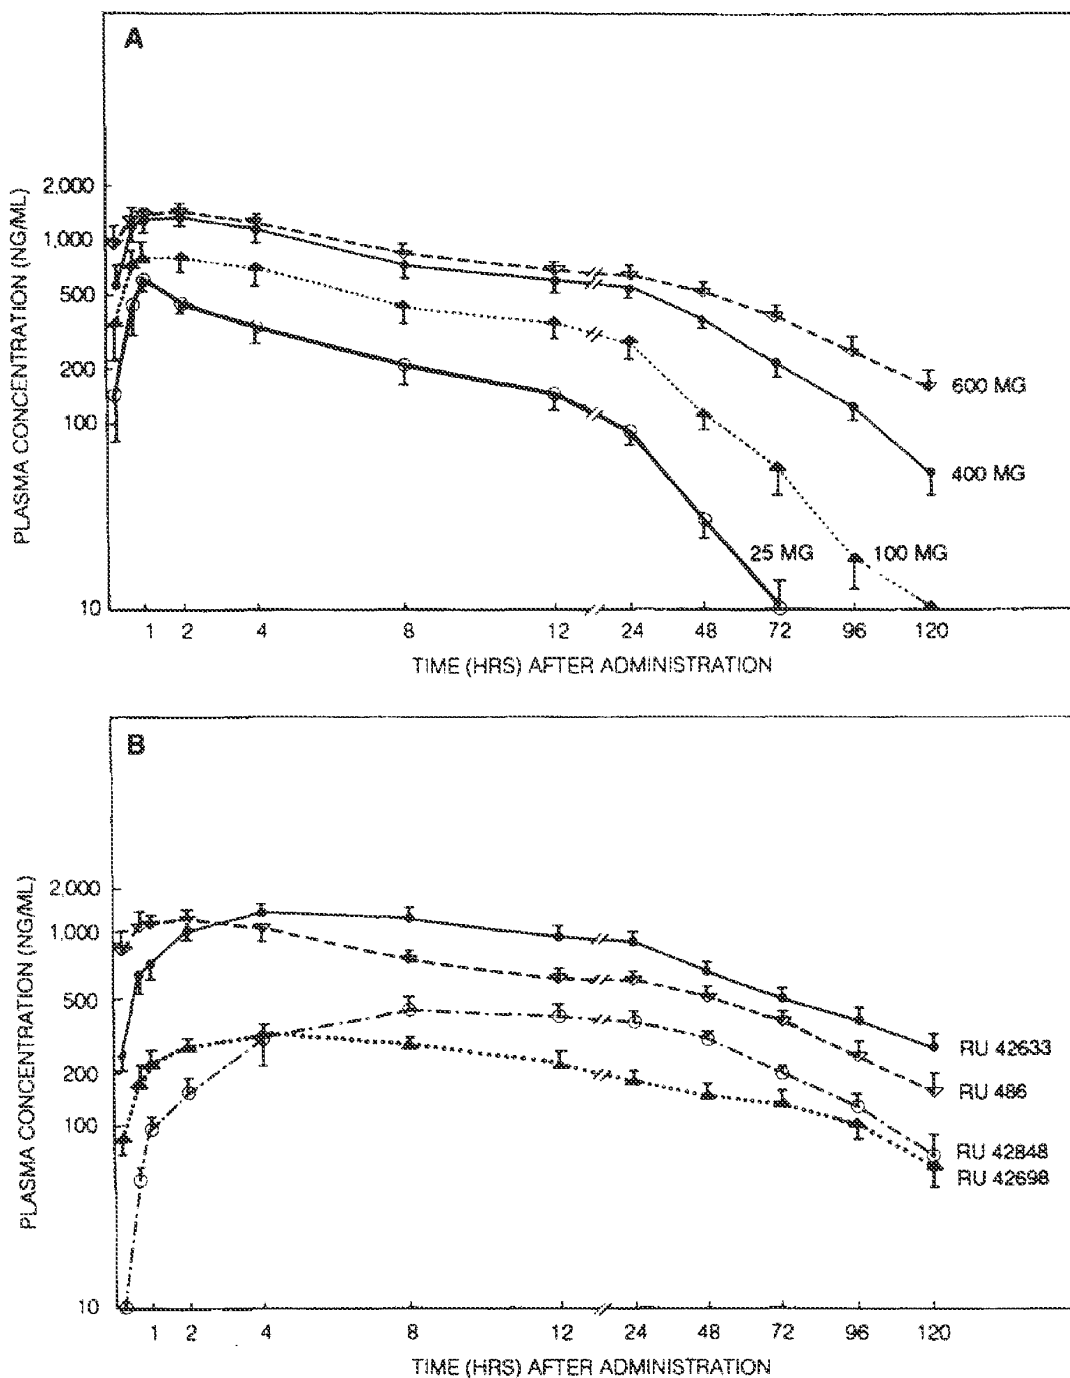 A
PLASMA CONCENTRATION (NG/ML)
2,000
1,000
500
200
100
10
600 MG
400 MG
25 MG
100 MG
1 2 4 8 12 24 48 72 96 120
TIME (HRS) AFTER ADMINISTRATION
B
PLASMA CONCENTRATION (NG/ML)
2,000
1,000
500
200
100
10
RU 42633
RU 486
RU 42848
RU 42698
1 2 4 8 12 24 48 72 96 120
TIME (HRS) AFTER ADMINISTRATION